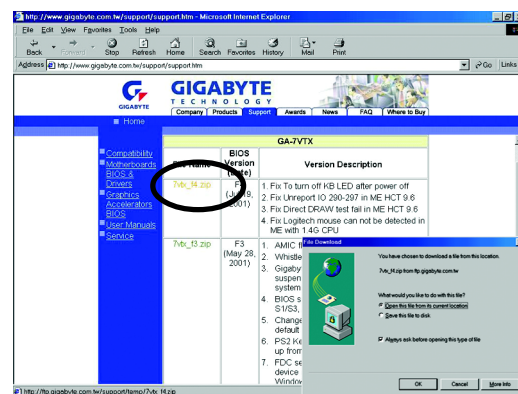 http://www.gigabyte.com.tw/support/support.htm - Microsoft Internet Explorer
File Edit View Favorites Tools Help
Back Forward Stop Refresh Home Search Favorites History Mail Print
Address http://www.gigabyte.com.tw/support/support.htm Go Links
GIGABYTE
GIGABYTE
TECHNOLOGY
Company Products Support Awards News FAQ Where to Buy
Home
Compatibility
Motherboards
BIOS &
Drivers
Graphics
Accelerators
BIOS
User Manuals
Service
GA-7VTX
Name
BIOS
Version
(Date)
Version Description
7vtx_f4.zip
2001)
1. Fix To turn off KB LED after power off
2. Fix Unreport IO 290-297 in ME HCT 9.6
3. Fix Direct DRAW test fail in ME HCT 9.6
4. Fix Logitech mouse can not be detected in
ME with 1.4G CPU
7vtx_f3.zip
F3
(May 28,
2001)
1. AMIC
2. Whistle
3. Gigaby
suspen
system
4. BIOS s
S1/S3,
5. Change
default
6. PS2 Ke
up from
7. FDC se
device
Window
File Download
You have chosen to download a file from this location.
7vtx_f4.zip from ftp.gigabyte.com.tw
What would you like to do with this file?
Open this file from its current location
Save this file to disk
Always ask before opening this type of file
OK Cancel More Info
http://ftp.gigabyte.com.tw/support/temp/7vtx_f4.zip